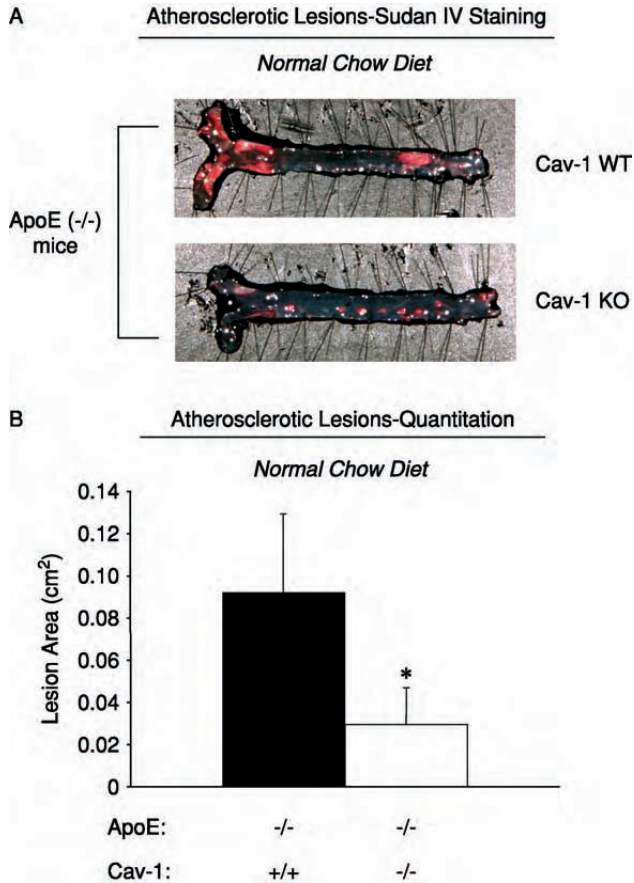 A Atherosclerotic Lesions-Sudan IV Staining
Normal Chow Diet
Cav-1 WT
ApoE (-/-)
mice
Cav-1 KO
B Atherosclerotic Lesions-Quantitation
Normal Chow Diet
0.14
0.12
0.10
0.08
0.06
0.04
0.02
0
Lesion Area (cm²)
*
ApoE: -/- -/-
Cav-1: +/+ -/-